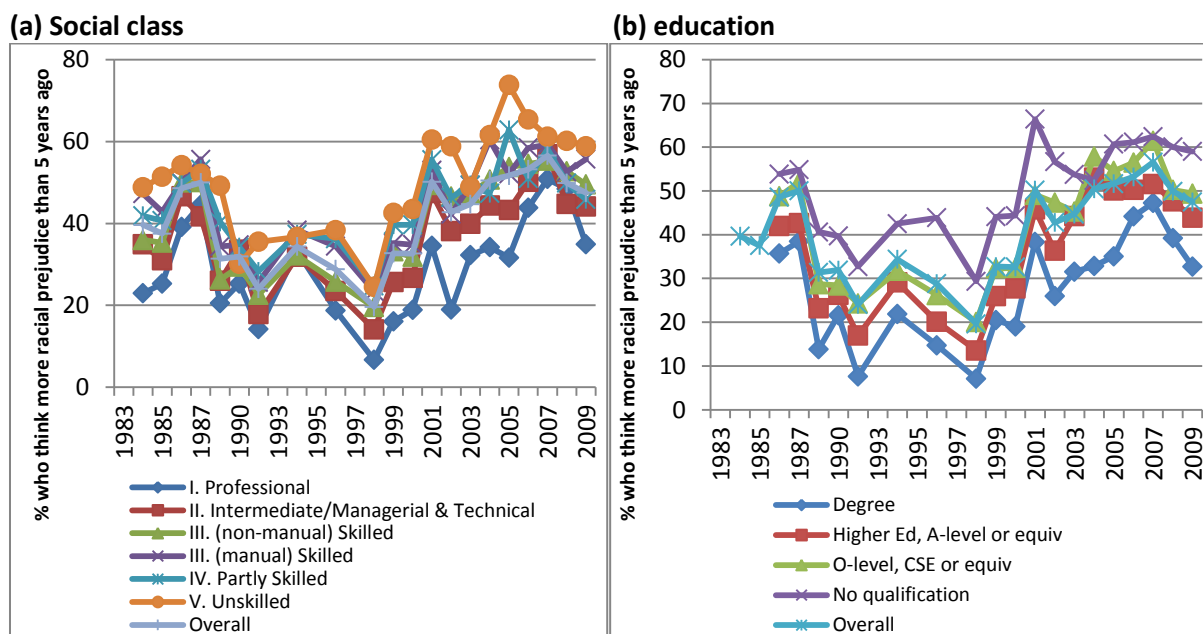 (a) Social class
% who think more racial prejudice than 5 years ago
80
60
40
20
0
1983
1985
1987
1990
1993
1995
1997
1999
2001
2003
2005
2007
2009
I. Professional
II. Intermediate/Managerial & Technical
III. (non-manual) Skilled
III. (manual) Skilled
IV. Partly Skilled
V. Unskilled
Overall
(b) education
% who think more racial prejudice than 5 years ago
80
70
60
50
40
30
20
10
0
1983
1985
1987
1990
1993
1995
1997
1999
2001
2003
2005
2007
2009
Degree
Higher Ed, A-level or equiv
O-level, CSE or equiv
No qualification
Overall